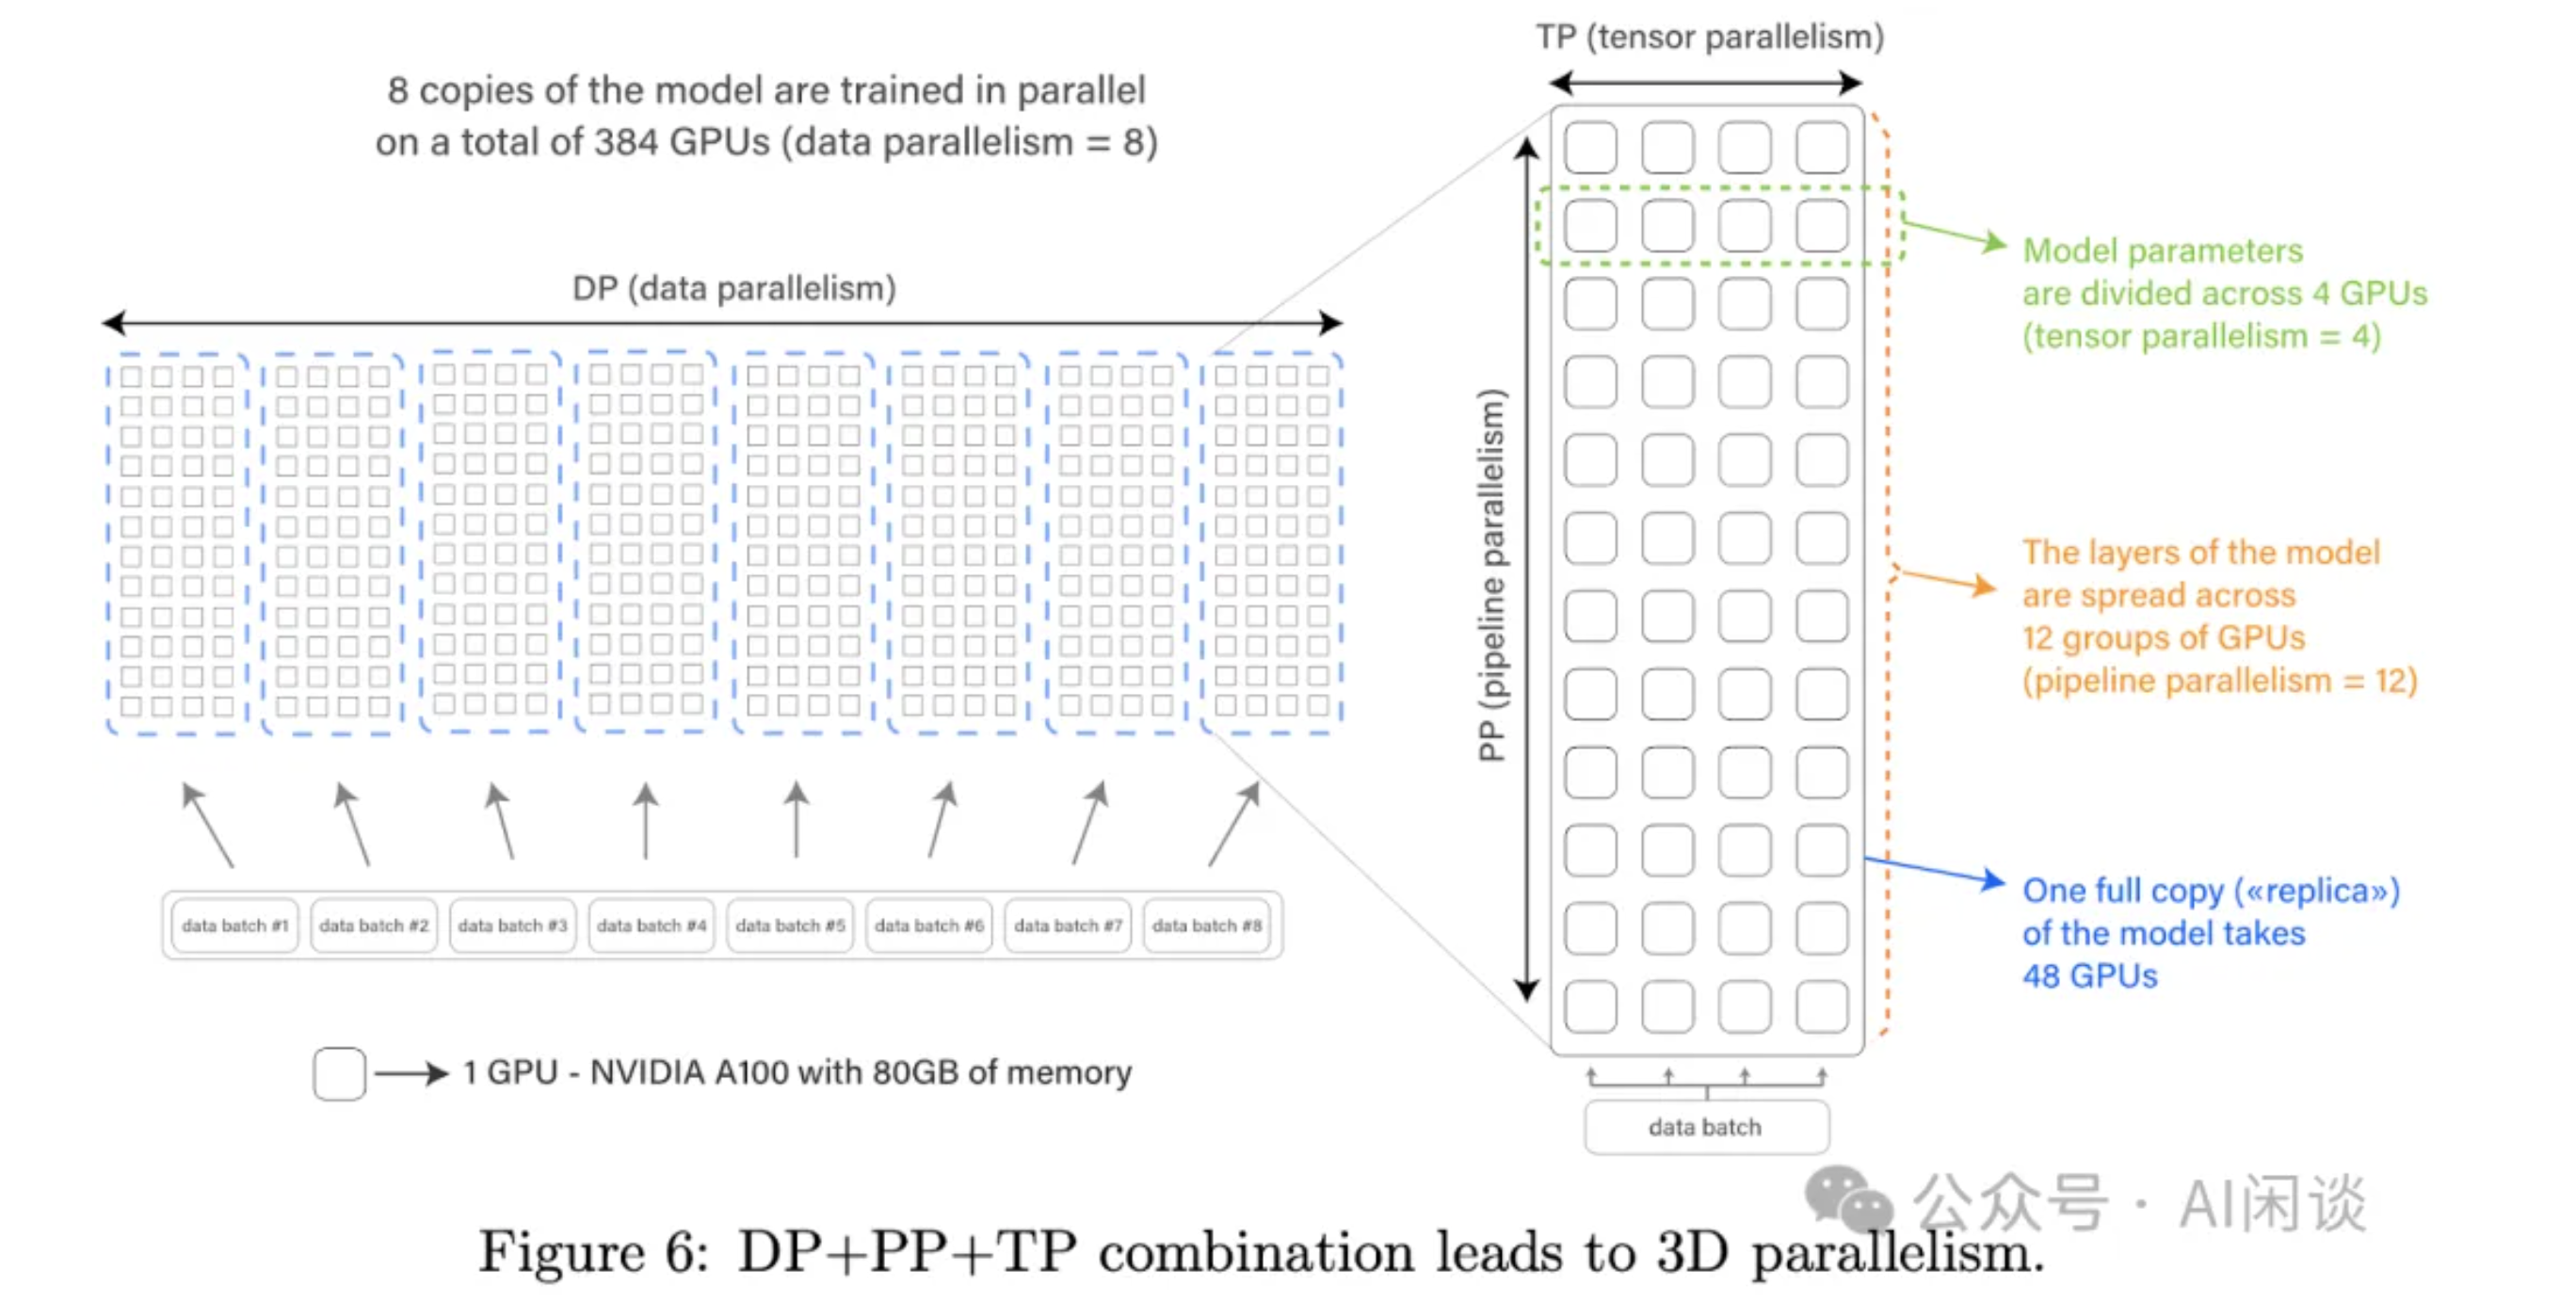 TP (tensor parallelism)
8 copies of the model are trained in parallel
on a total of 384 GPUs (data parallelism = 8)
DP (data parallelism)
PP (pipeline parallelism)
Model parameters
are divided across 4 GPUs
(tensor parallelism = 4)
The layers of the model
are spread across
12 groups of GPUs
(pipeline parallelism = 12)
One full copy («replica»)
of the model takes
48 GPUs
data batch #1
data batch #2
data batch #3
data batch #4
data batch #5
data batch #6
data batch #7
data batch #8
1 GPU - NVIDIA A100 with 80GB of memory
data batch
公众号 · AI闲谈
Figure 6: DP+PP+TP combination leads to 3D parallelism.